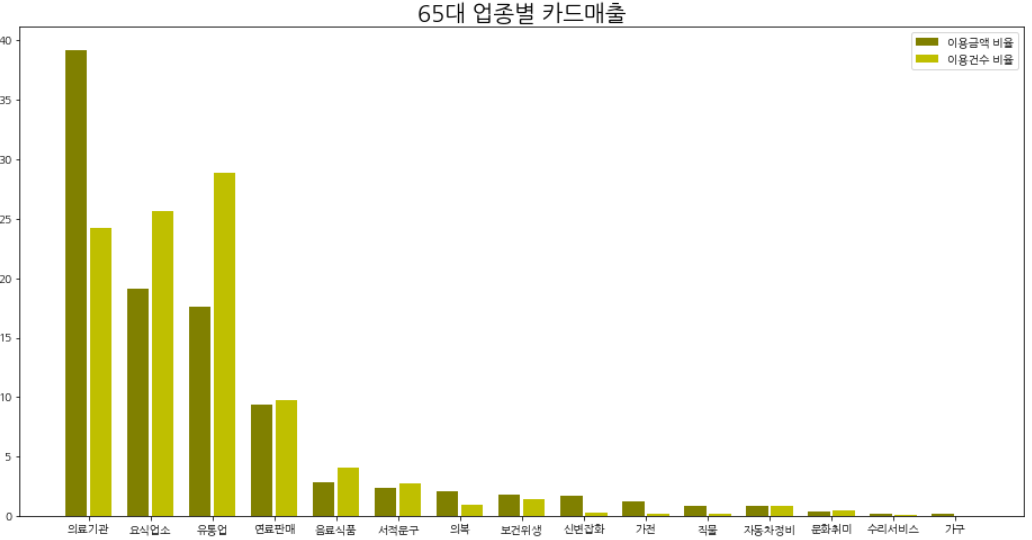 65대 업종별 카드매출
이용금액 비율
이용건수 비율
40
35
30
25
20
15
10
5
0
의료기관 요식업소 유통업 연료판매 음료식품 서적문구 의복 보건위생 신변잡화 가전 직물 자동차정비 문화취미 수리서비스 가구